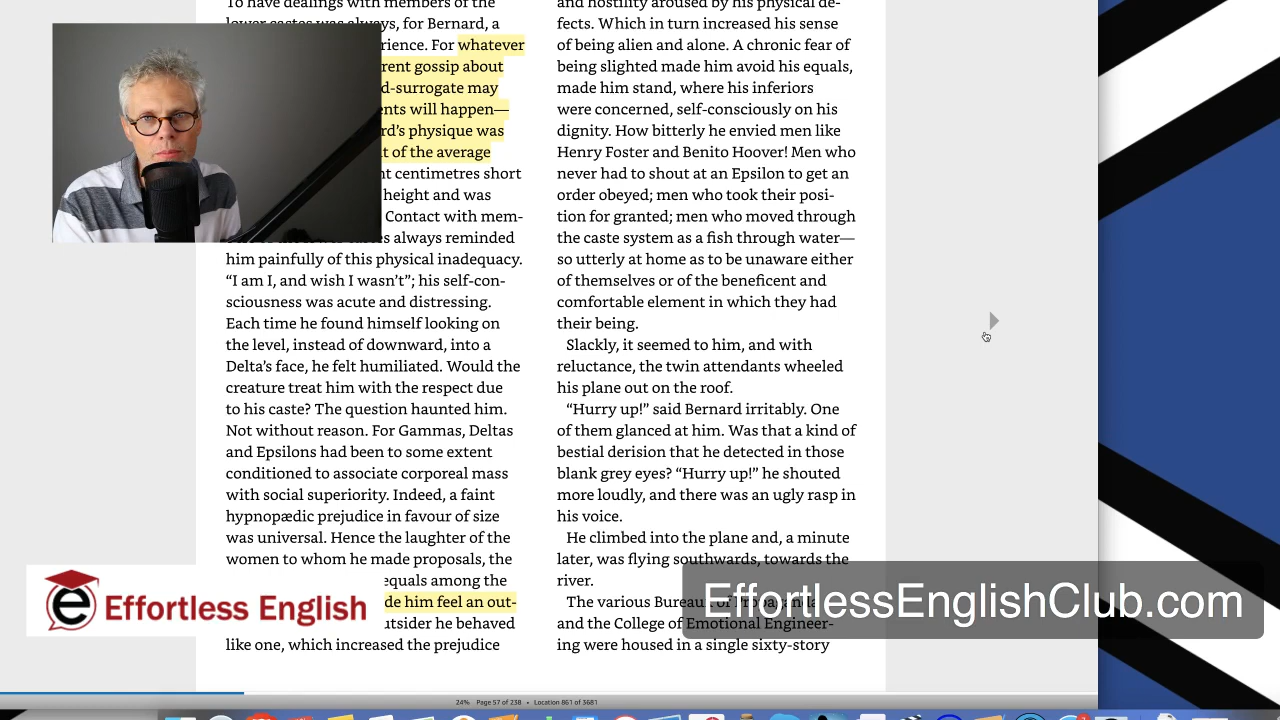 To have dealings with members of the
lower castes was always, for Bernard, a
rience. For whatever
rent gossip about
d-surrogate may
ents will happen—
rd's physique was
t of the average
nt centimetres short
height and was
Contact with mem-
always reminded
him painfully of this physical inadequacy.
“I am I, and wish I wasn't”; his self-con-
sciousness was acute and distressing.
Each time he found himself looking on
the level, instead of downward, into a
Delta's face, he felt humiliated. Would the
creature treat him with the respect due
to his caste? The question haunted him.
Not without reason. For Gammas, Deltas
and Epsilons had been to some extent
conditioned to associate corporeal mass
with social superiority. Indeed, a faint
hypnopædic prejudice in favour of size
was universal. Hence the laughter of the
women to whom he made proposals, the
equals among the
de him feel an out-
utsider he behaved
like one, which increased the prejudice
and hostility aroused by his physical de-
fects. Which in turn increased his sense
of being alien and alone. A chronic fear of
being slighted made him avoid his equals,
made him stand, where his inferiors
were concerned, self-consciously on his
dignity. How bitterly he envied men like
Henry Foster and Benito Hoover! Men who
never had to shout at an Epsilon to get an
order obeyed; men who took their posi-
tion for granted; men who moved through
the caste system as a fish through water—
so utterly at home as to be unaware either
of themselves or of the beneficent and
comfortable element in which they had
their being.
Slackly, it seemed to him, and with
reluctance, the twin attendants wheeled
his plane out on the roof.
“Hurry up!” said Bernard irritably. One
of them glanced at him. Was that a kind of
bestial derision that he detected in those
blank grey eyes? “Hurry up!” he shouted
more loudly, and there was an ugly rasp in
his voice.
He climbed into the plane and, a minute
later, was flying southwards, towards the
river.
The various Bureaux of Propaganda
and the College of Emotional Engineer-
ing were housed in a single sixty-story
e Effortless English
EffortlessEnglishClub.com
24% Page 57 of 238 • Location 861 of 3681